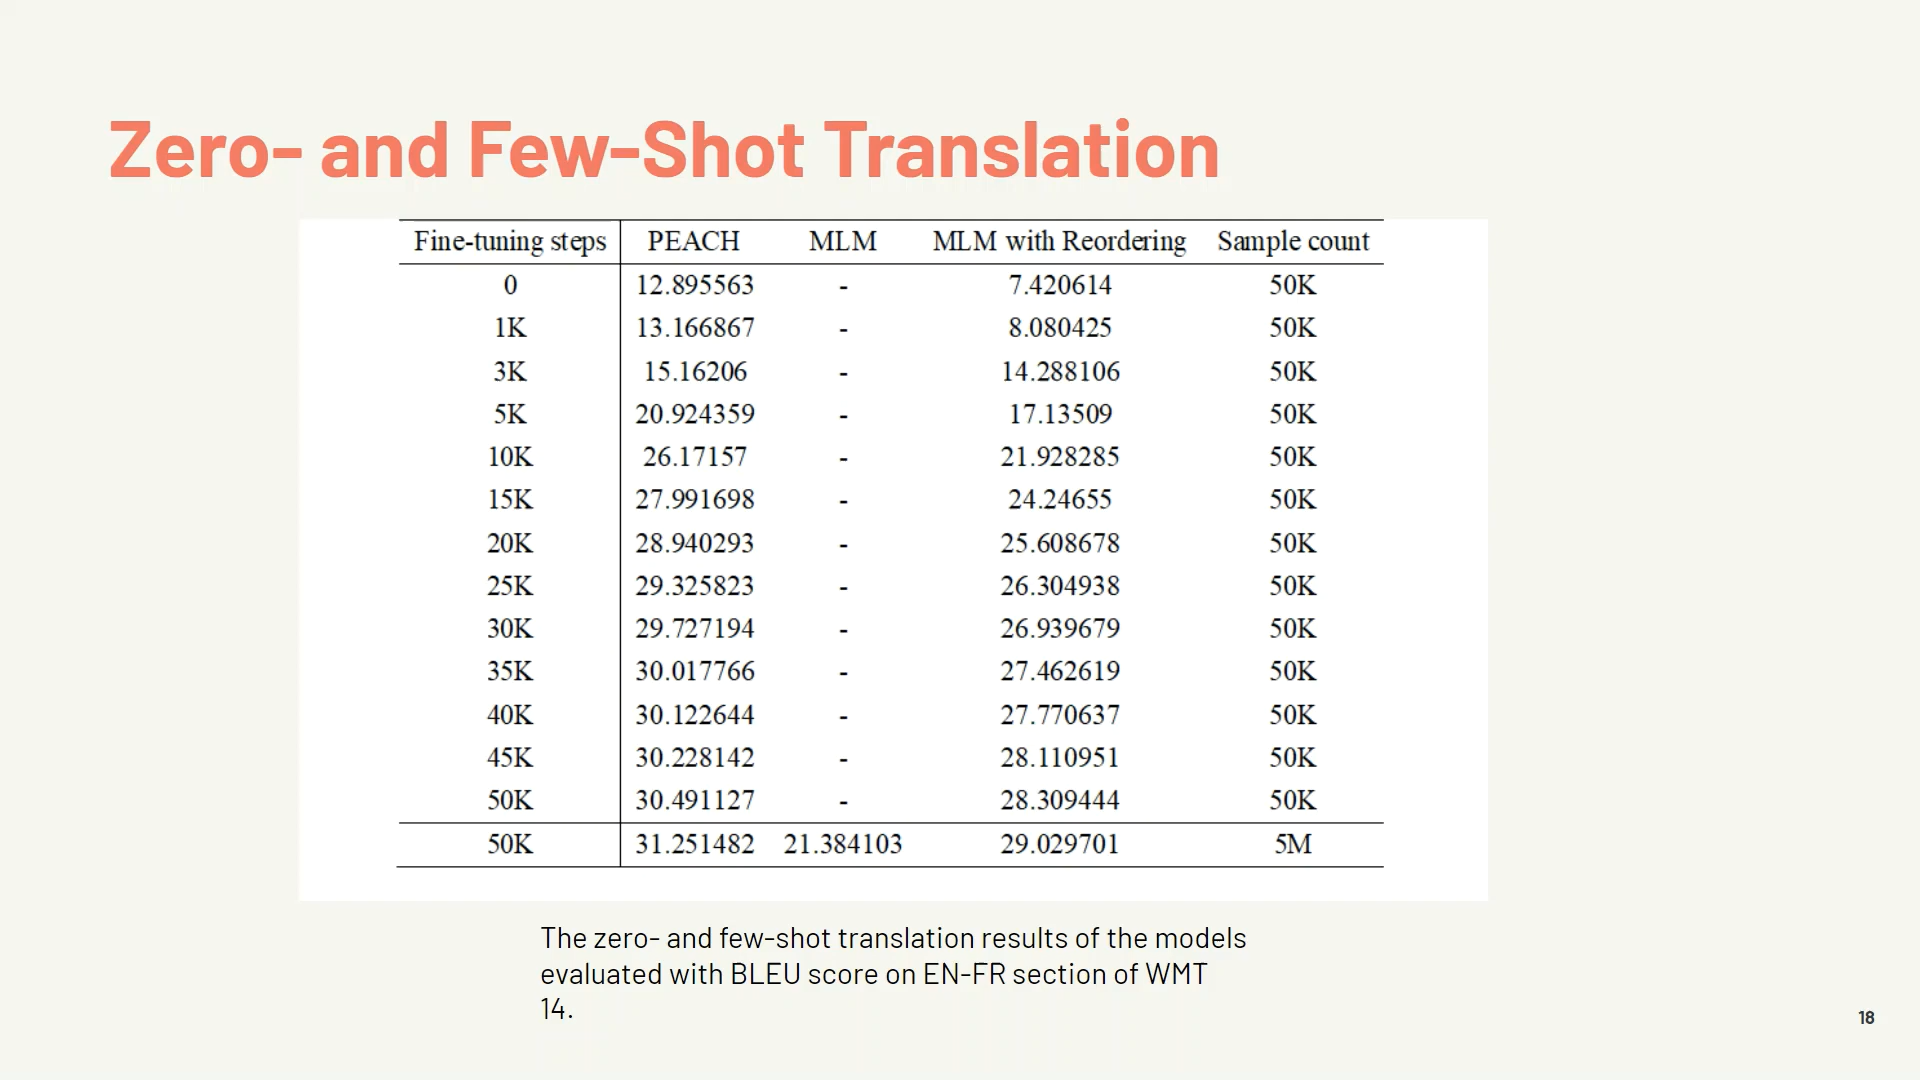 Zero- and Few-Shot Translation
Fine-tuning steps PEACH MLM MLM with Reordering Sample count
0 12.895563 - 7.420614 50K
1K 13.166867 - 8.080425 50K
3K 15.16206 - 14.288106 50K
5K 20.924359 - 17.13509 50K
10K 26.17157 - 21.928285 50K
15K 27.991698 - 24.24655 50K
20K 28.940293 - 25.608678 50K
25K 29.325823 - 26.304938 50K
30K 29.727194 - 26.939679 50K
35K 30.017766 - 27.462619 50K
40K 30.122644 - 27.770637 50K
45K 30.228142 - 28.110951 50K
50K 30.491127 - 28.309444 50K
50K 31.251482 21.384103 29.029701 5M
The zero- and few-shot translation results of the models
evaluated with BLEU score on EN-FR section of WMT
14.
18